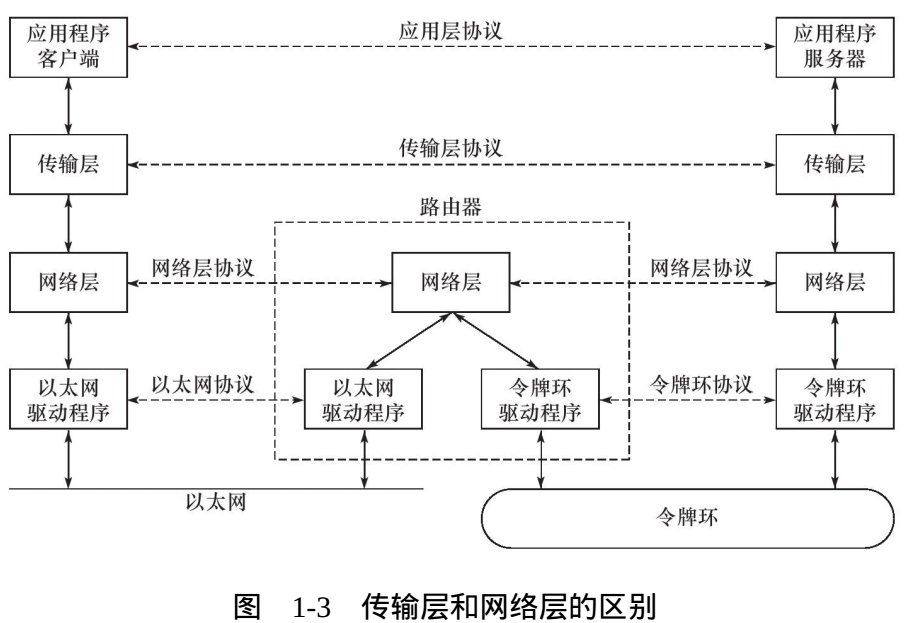 应用程序
客户端
应用层协议
应用程序
服务器
传输层
传输层协议
传输层
路由器
网络层
网络层协议
网络层
网络层协议
网络层
以太网
驱动程序
以太网协议
以太网
驱动程序
令牌环
驱动程序
令牌环协议
令牌环
驱动程序
以太网
令牌环
图 1-3 传输层和网络层的区别